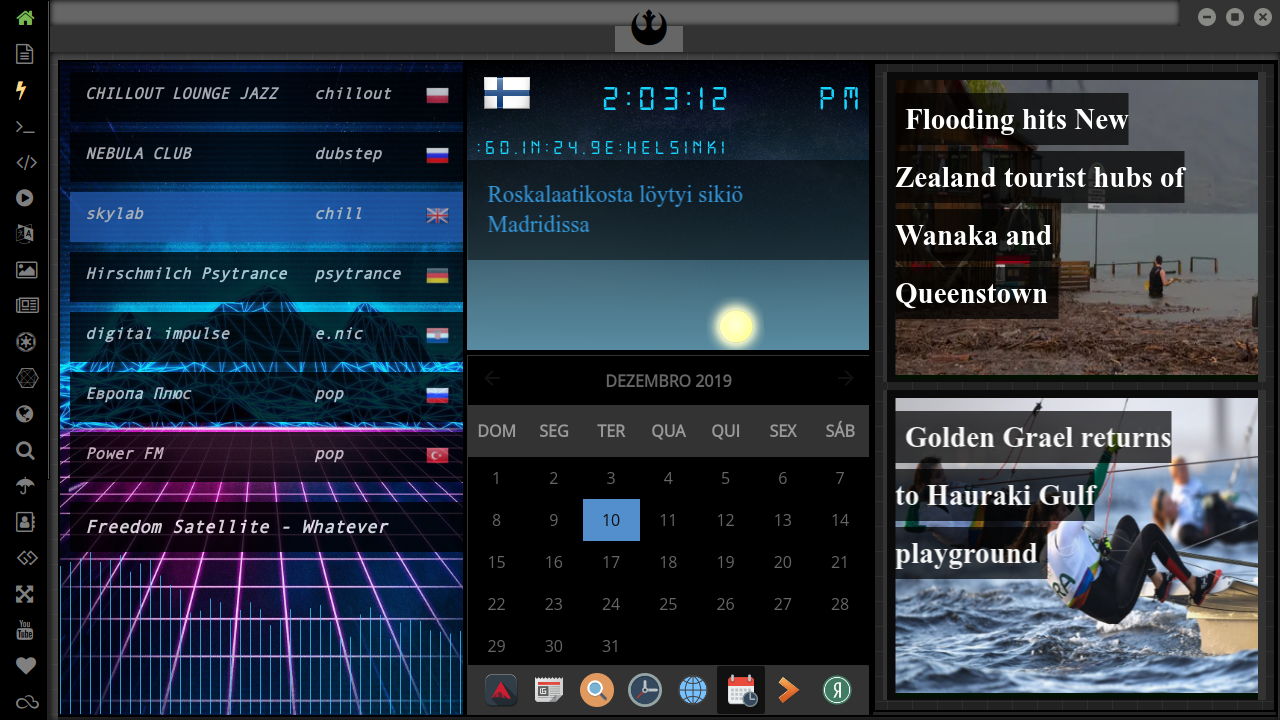 CHILLOUT LOUNGE JAZZ chillout
NEBULA CLUB dubstep
skylab chill
Hirschmilch Psytrance psytrance
digital impulse e.nic
Европа Плюс pop
Power FM pop
Freedom Satellite - Whatever
2:03:12 PM
:60.1N:24.9E:HELSINKI
Roskalaatikosta löytyi sikiö
Madridissa
DEZEMBRO 2019
DOM SEG TER QUA QUI SEX SÁB
1 2 3 4 5 6 7
8 9 10 11 12 13 14
15 16 17 18 19 20 21
22 23 24 25 26 27 28
29 30 31
Flooding hits New
Zealand tourist hubs of
Wanaka and
Queenstown
Golden Grael returns
to Hauraki Gulf
playground
You
Tube
Я